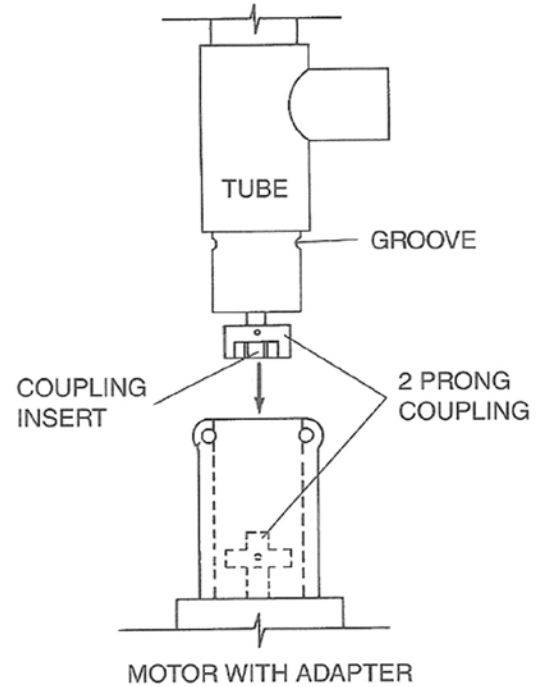 TUBE
GROOVE
COUPLING
INSERT
2 PRONG
COUPLING
MOTOR WITH ADAPTER